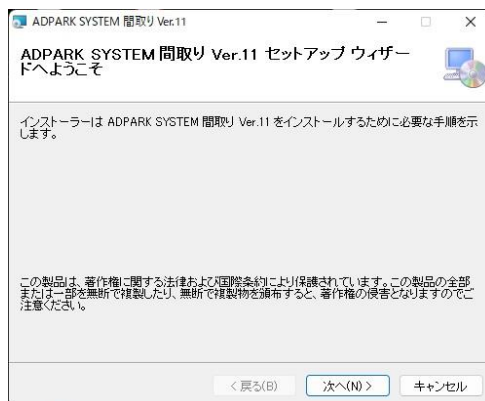 ADPARK SYSTEM 間取り Ver.11
ADPARK SYSTEM 間取り Ver.11 セットアップ ウィザー
ドへようこそ
インストーラーは ADPARK SYSTEM 間取り Ver.11 をインストールするために必要な手順を示
します。
この製品は、著作権に関する法律および国際条約により保護されています。この製品の全部
または一部を無断で複製したり、無断で複製物を頒布すると、著作権の侵害となりますのでご
注意ください。
< 戻る(B)
次へ(N) >
キャンセル